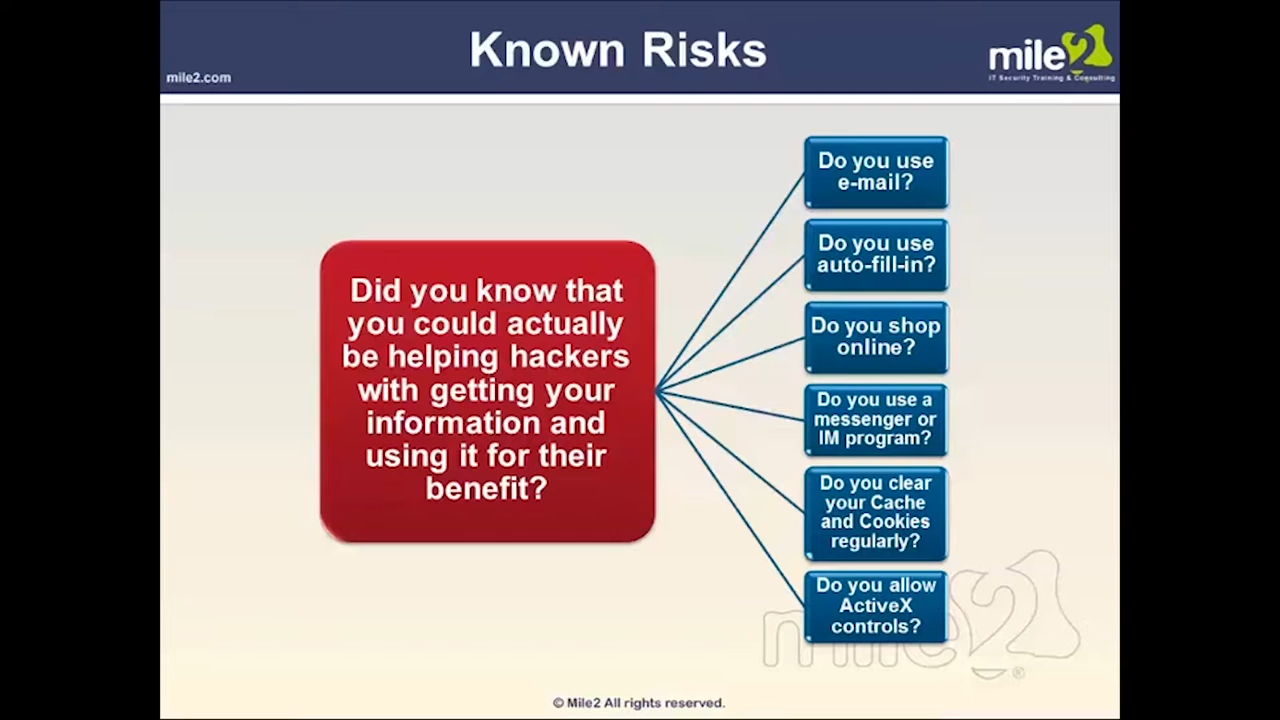 Known Risks
mile2.com
mile2
IT Security Training & Consulting
Did you know that
you could actually
be helping hackers
with getting your
information and
using it for their
benefit?
Do you use
e-mail?
Do you use
auto-fill-in?
Do you shop
online?
Do you use a
messenger or
IM program?
Do you clear
your Cache
and Cookies
regularly?
Do you allow
ActiveX
controls?
mile2®
© Mile2 All rights reserved.